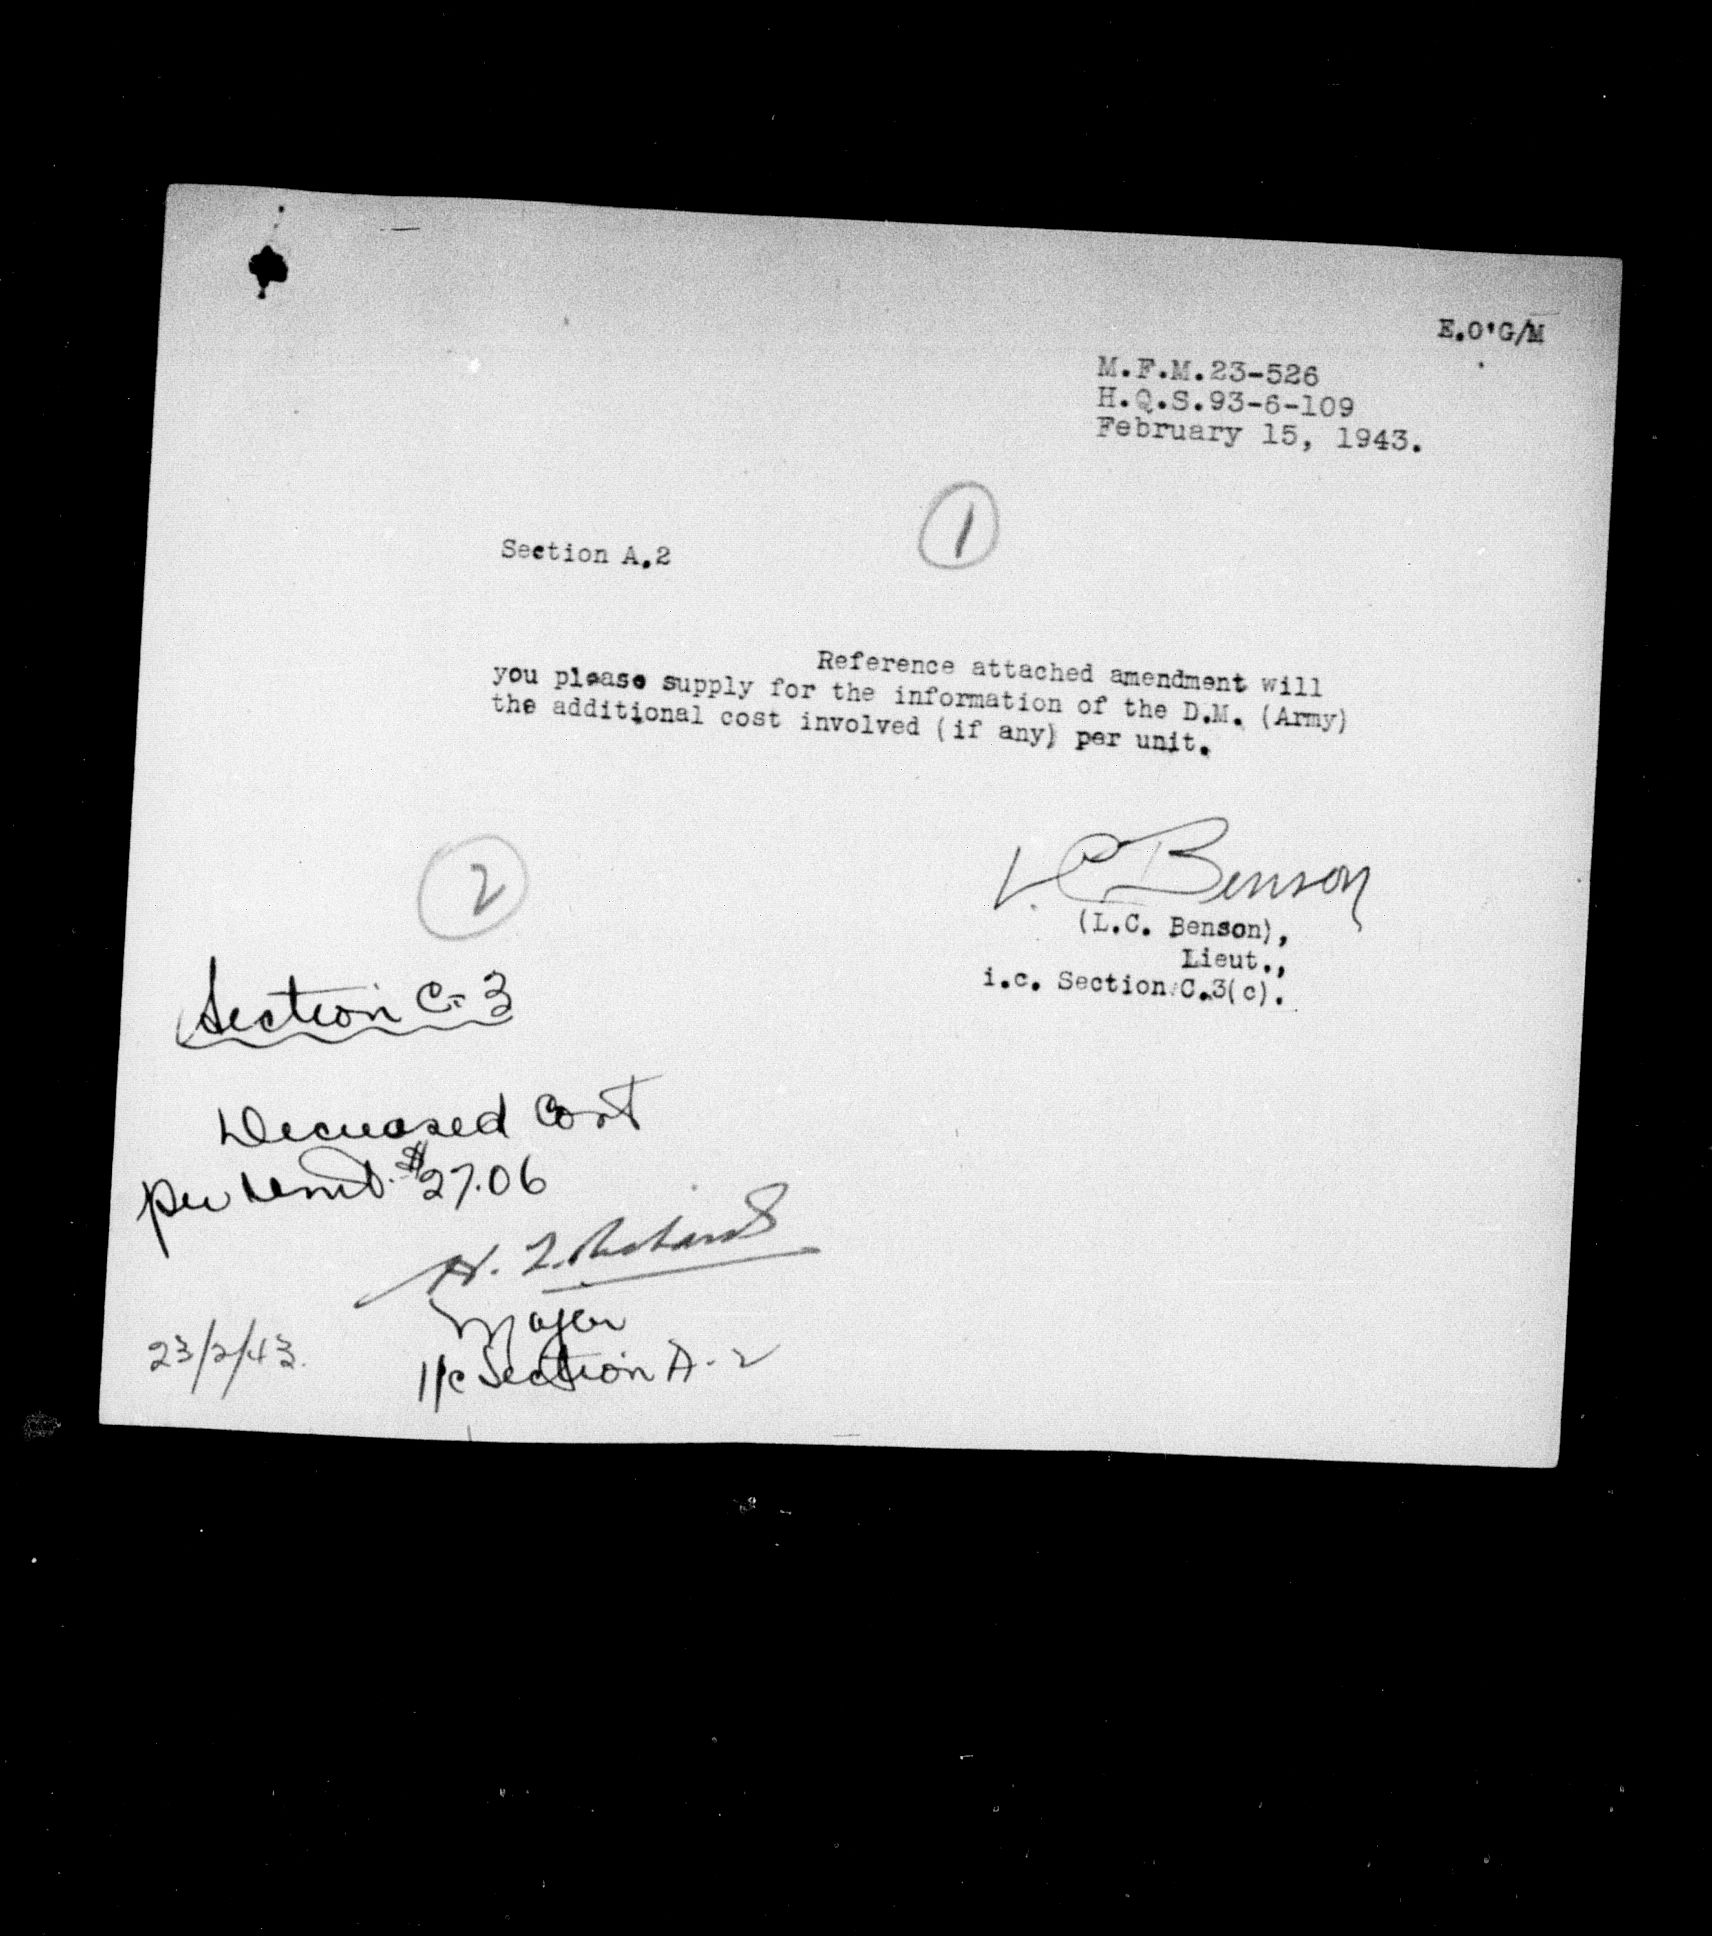 E.O'G/M
M.F.M.23-526
H.Q.S.93-6-109
February 15, 1943.
1
Section A.2
Reference attached amendment will
you please supply for the information of the D.M. (Army)
the additional cost involved (if any) per unit.
L.C. Benson
(L.C. Benson),
Lieut.,
i.c. Section C.3(c).
2
Section C-3
Decreased Cost
per Unit. $27.06
Major
23/2/43.
i/c Section A-2